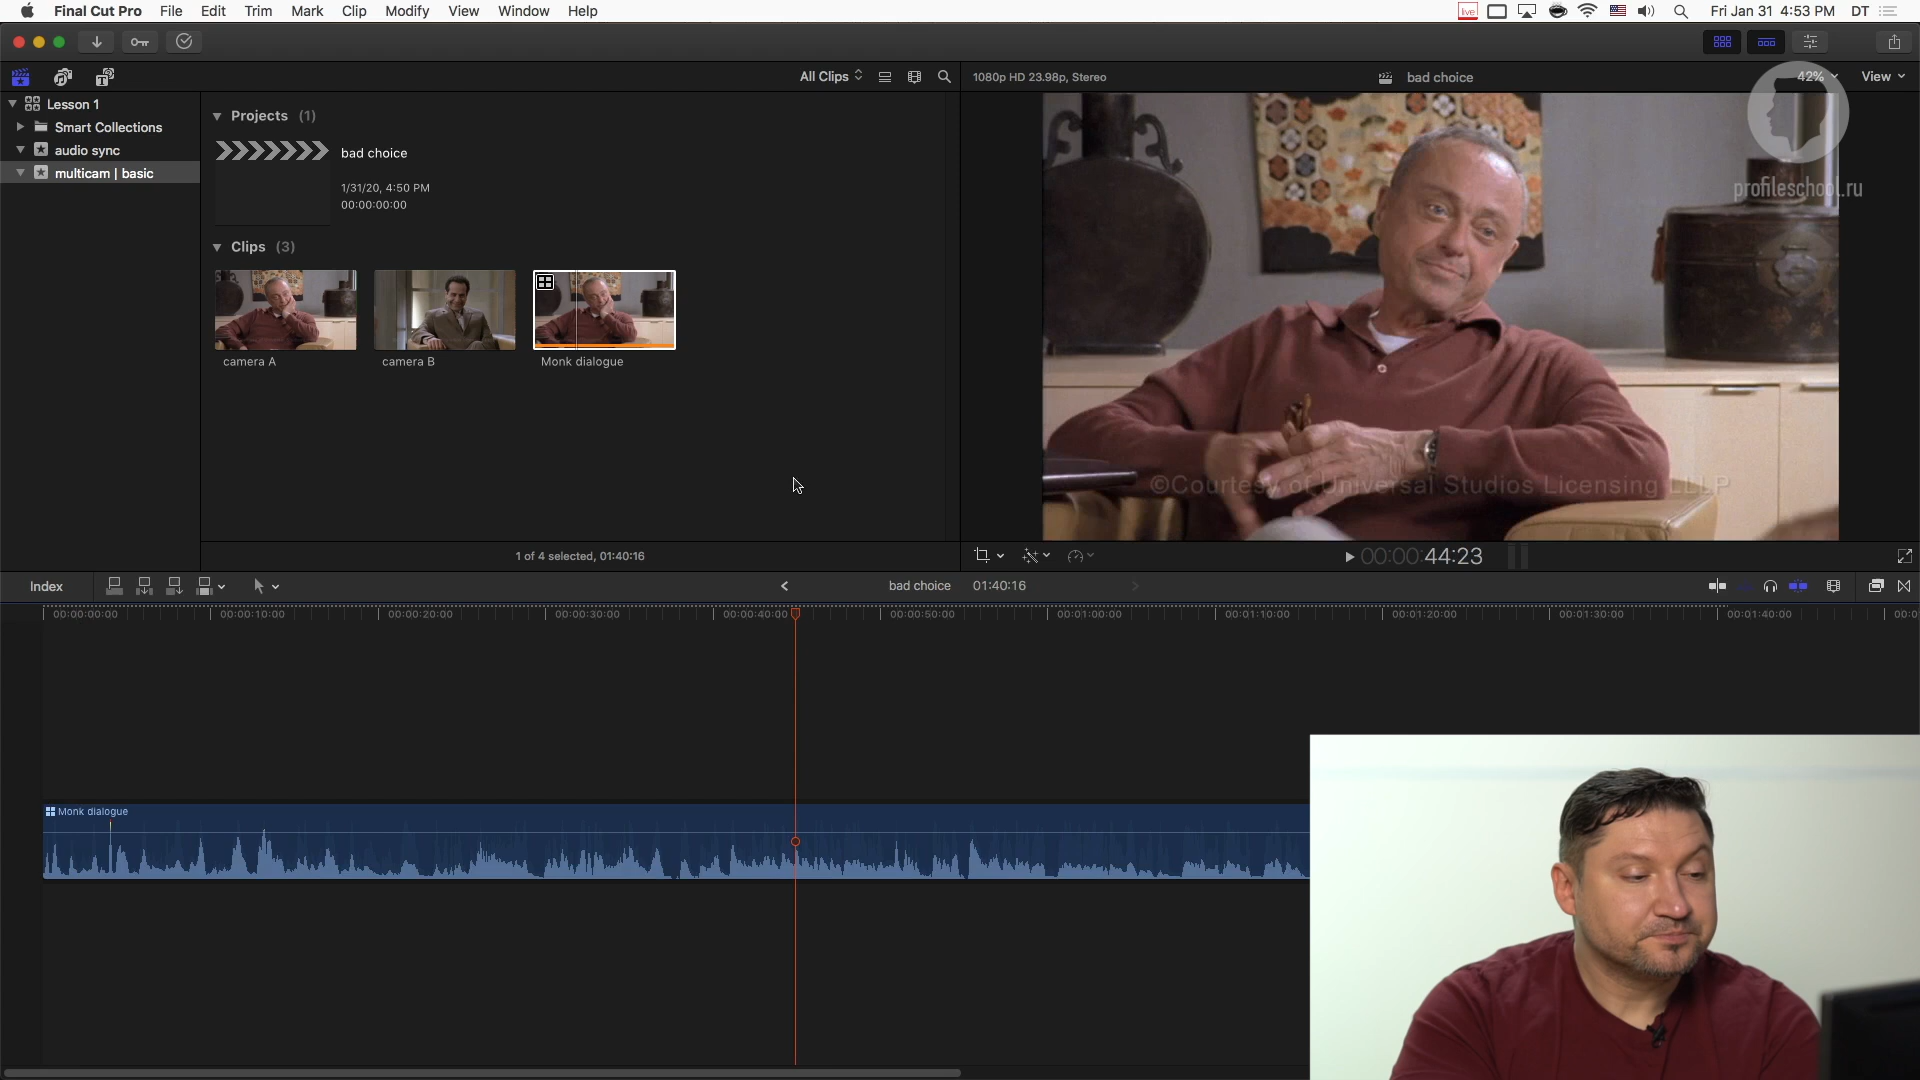 Final Cut Pro File Edit Trim Mark Clip Modify View Window Help live Fri Jan 31 4:53 PM DT
All Clips 1080p HD 23.98p, Stereo bad choice 42% View
Lesson 1
Smart Collections
audio sync
multicam | basic
Projects (1)
bad choice
1/31/20, 4:50 PM
00:00:00:00
Clips (3)
camera A camera B Monk dialogue
profileschool.ru
©Courtesy of Universal Studios Licensing LLLP
1 of 4 selected, 01:40:16
00:00:44:23
Index bad choice 01:40:16
00:00:00:00 00:00:10:00 00:00:20:00 00:00:30:00 00:00:40:00 00:00:50:00 00:01:00:00 00:01:10:00 00:01:20:00 00:01:30:00 00:01:40:00
Monk dialogue